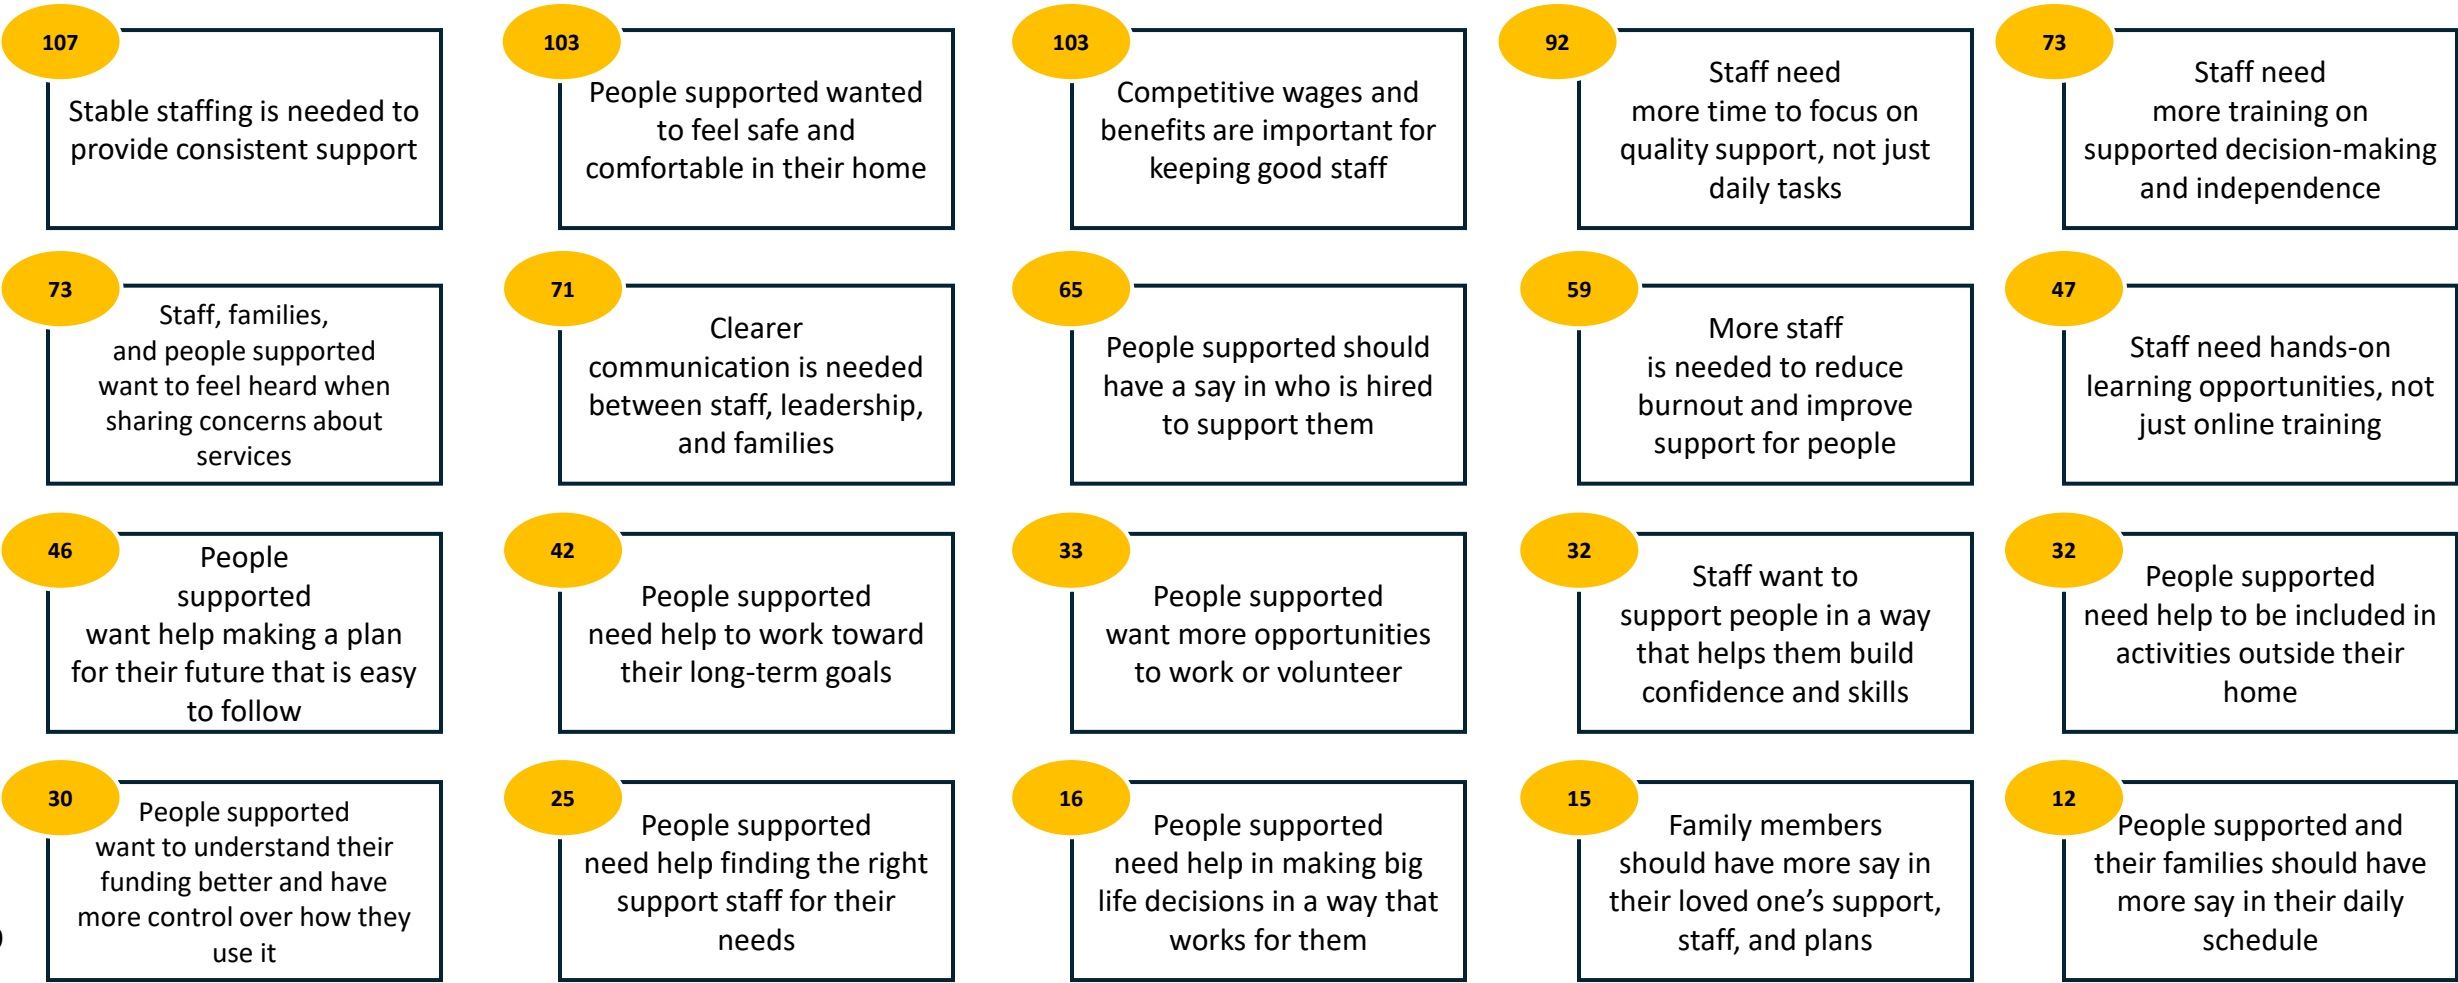 107
Stable staffing is needed to
provide consistent support
103
People supported wanted
to feel safe and
comfortable in their home
103
Competitive wages and
benefits are important for
keeping good staff
92
Staff need
more time to focus on
quality support, not just
daily tasks
73
Staff need
more training on
supported decision-making
and independence
73
Staff, families,
and people supported
want to feel heard when
sharing concerns about
services
71
Clearer
communication is needed
between staff, leadership,
and families
65
People supported should
have a say in who is hired
to support them
59
More staff
is needed to reduce
burnout and improve
support for people
47
Staff need hands-on
learning opportunities, not
just online training
46
People
supported
want help making a plan
for their future that is easy
to follow
42
People supported
need help to work toward
their long-term goals
33
People supported
want more opportunities
to work or volunteer
32
Staff want to
support people in a way
that helps them build
confidence and skills
32
People supported
need help to be included in
activities outside their
home
30
People supported
want to understand their
funding better and have
more control over how they
use it
25
People supported
need help finding the right
support staff for their
needs
16
People supported
need help in making big
life decisions in a way that
works for them
15
Family members
should have more say in
their loved one’s support,
staff, and plans
12
People supported and
their families should have
more say in their daily
schedule